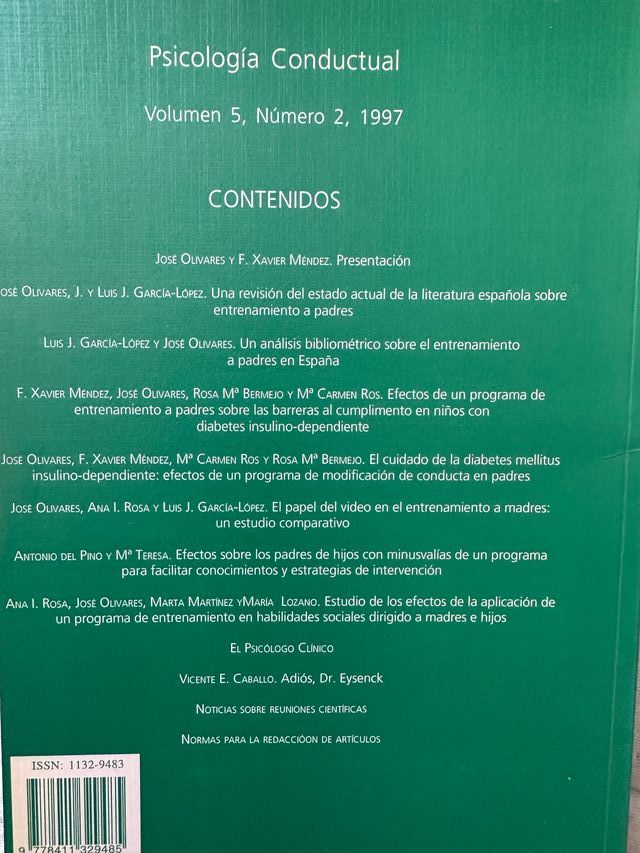 Psicología Conductual
Volumen 5, Número 2, 1997
CONTENIDOS
JOSÉ OLIVARES Y F. XAVIER MÉNDEZ. Presentación
OSÉ OLIVARES, J. Y LUIS J. GARCÍA-LÓPEZ. Una revisión del estado actual de la literatura española sobre
entrenamiento a padres
LUIS J. GARCÍA-LÓPEZ Y JOSÉ OLIVARES. Un análisis bibliométrico sobre el entrenamiento
a padres en España
F. XAVIER MÉNDEZ, JOSÉ OLIVARES, ROSA Mª BERMEJO Y Mª CARMEN ROS. Efectos de un programa de
entrenamiento a padres sobre las barreras al cumplimento en niños con
diabetes insulino-dependiente
JOSÉ OLIVARES, F. XAVIER MÉNDEZ, Mª CARMEN ROS Y ROSA Mª BERMEJO. El cuidado de la diabetes mellitus
insulino-dependiente: efectos de un programa de modificación de conducta en padres
JOSÉ OLIVARES, ANA I. ROSA Y LUIS J. GARCÍA-LÓPEZ. El papel del video en el entrenamiento a madres:
un estudio comparativo
ANTONIO DEL PINO Y Mª TERESA. Efectos sobre los padres de hijos con minusvalías de un programa
para facilitar conocimientos y estrategias de intervención
ANA I. ROSA, JOSÉ OLIVARES, MARTA MARTÍNEZ YMARÍA LOZANO. Estudio de los efectos de la aplicación de
un programa de entrenamiento en habilidades sociales dirigido a madres e hijos
EL PSICÓLOGO CLÍNICO
VICENTE E. CABALLO. Adiós, Dr. Eysenck
NOTICIAS SOBRE REUNIONES CIENTÍFICAS
NORMAS PARA LA REDACCIÓON DE ARTÍCULOS
ISSN: 1132-9483
9 778411 329485